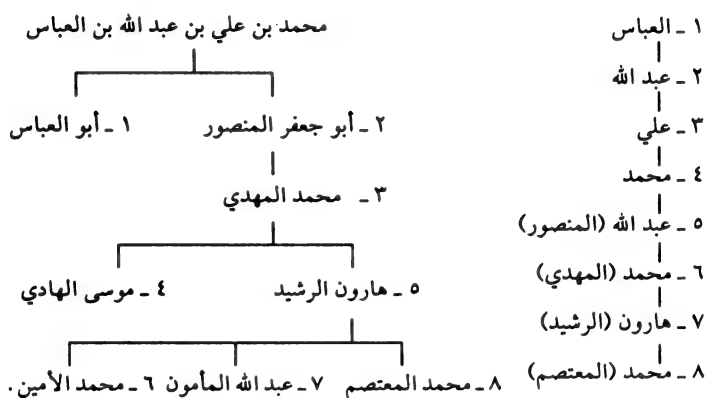 ١ ـ العباس
٢ ـ عبد الله
٣ ـ علي
٤ ـ محمد
٥ ـ عبد الله (المنصور)
٦ ـ محمد (المهدي)
٧ ـ هارون (الرشيد)
٨ ـ محمد (المعتصم)
محمد بن علي بن عبد الله بن العباس
٢ ـ أبو جعفر المنصور ١ ـ أبو العباس
٣ ـ محمد المهدي
٥ ـ هارون الرشيد ٤ ـ موسى الهادي
٨ ـ محمد المعتصم ٧ ـ عبد الله المأمون ٦ ـ محمد الأمين.